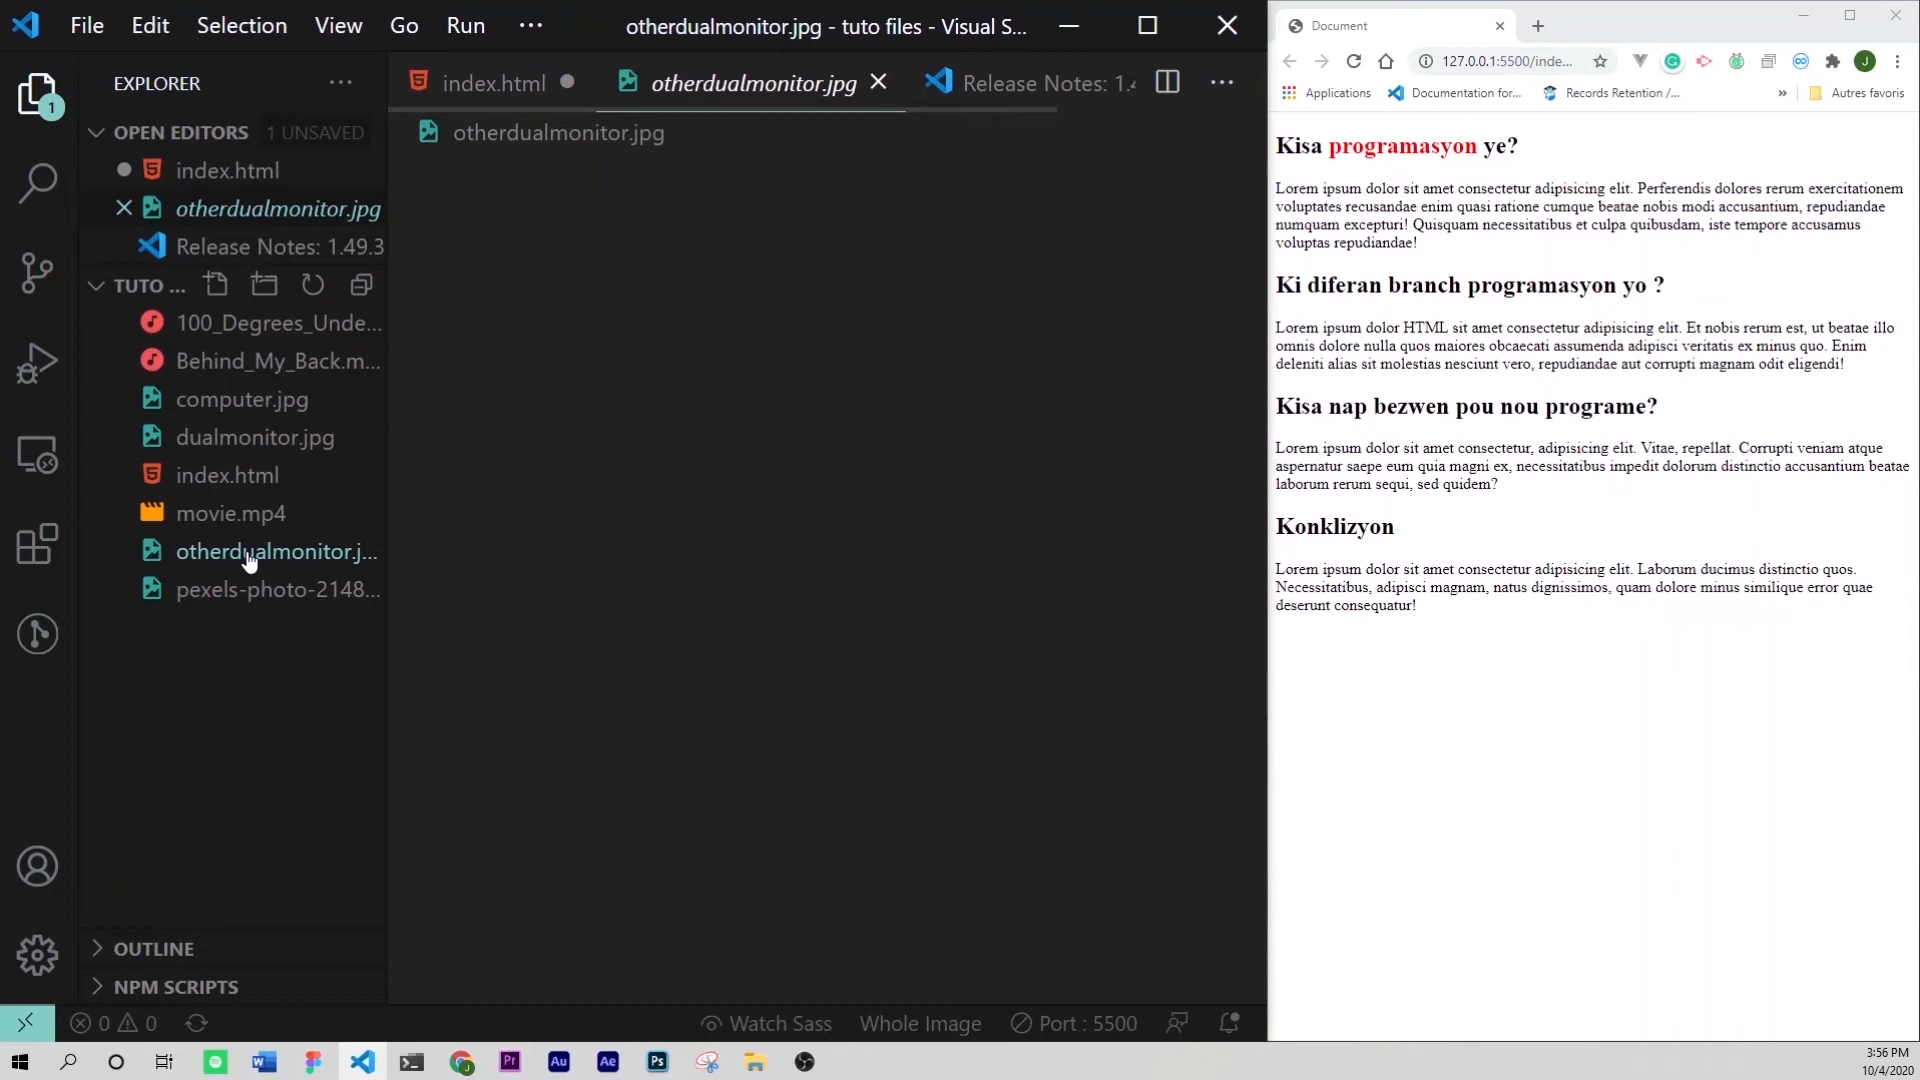 File Edit Selection View Go Run ··· otherdualmonitor.jpg - tuto files - Visual S...
EXPLORER
OPEN EDITORS 1 UNSAVED
index.html
otherdualmonitor.jpg
Release Notes: 1.49.3
TUTO ...
100_Degrees_Unde...
Behind_My_Back.m...
computer.jpg
dualmonitor.jpg
index.html
movie.mp4
otherdualmonitor.j...
pexels-photo-2148...
OUTLINE
NPM SCRIPTS
1
index.html otherdualmonitor.jpg Release Notes: 1.4
otherdualmonitor.jpg
0 0 Watch Sass Whole Image Port : 5500
Document
127.0.0.1:5500/inde... J
Applications Documentation for... Records Retention /... » Autres favoris
Kisa programasyon ye?
Lorem ipsum dolor sit amet consectetur adipisicing elit. Perferendis dolores rerum exercitationem
voluptates recusandae enim quasi ratione cumque beatae nobis modi accusantium, repudiandae
numquam excepturi! Quisquam necessitatibus et culpa quibusdam, iste tempore accusamus
voluptas repudiandae!
Ki diferan branch programasyon yo ?
Lorem ipsum dolor HTML sit amet consectetur adipisicing elit. Et nobis rerum est, ut beatae illo
omnis dolore nulla quos maiores obcaecati assumenda adipisci veritatis ex minus quo. Enim
deleniti alias sit molestias nesciunt vero, repudiandae aut corrupti magnam odit eligendi!
Kisa nap bezwen pou nou programe?
Lorem ipsum dolor sit amet consectetur, adipisicing elit. Vitae, repellat. Corrupti veniam atque
aspernatur saepe eum quia magni ex, necessitatibus impedit dolorum distinctio accusantium beatae
laborum rerum sequi, sed quidem?
Konklizyon
Lorem ipsum dolor sit amet consectetur adipisicing elit. Laborum ducimus distinctio quos.
Necessitatibus, adipisci magnam, natus dignissimos, quam dolore minus similique error quae
deserunt consequatur!
W J Pr Au Ae Ps
3:56 PM
10/4/2020